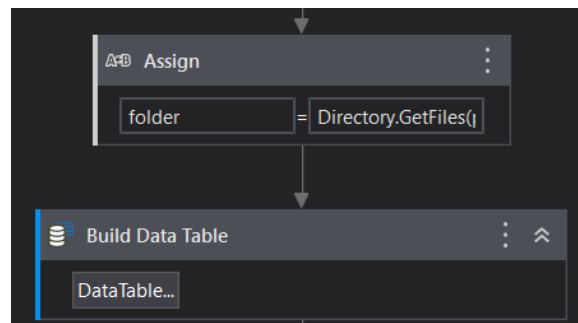 A=B Assign
folder = Directory.GetFiles(
Build Data Table
DataTable...